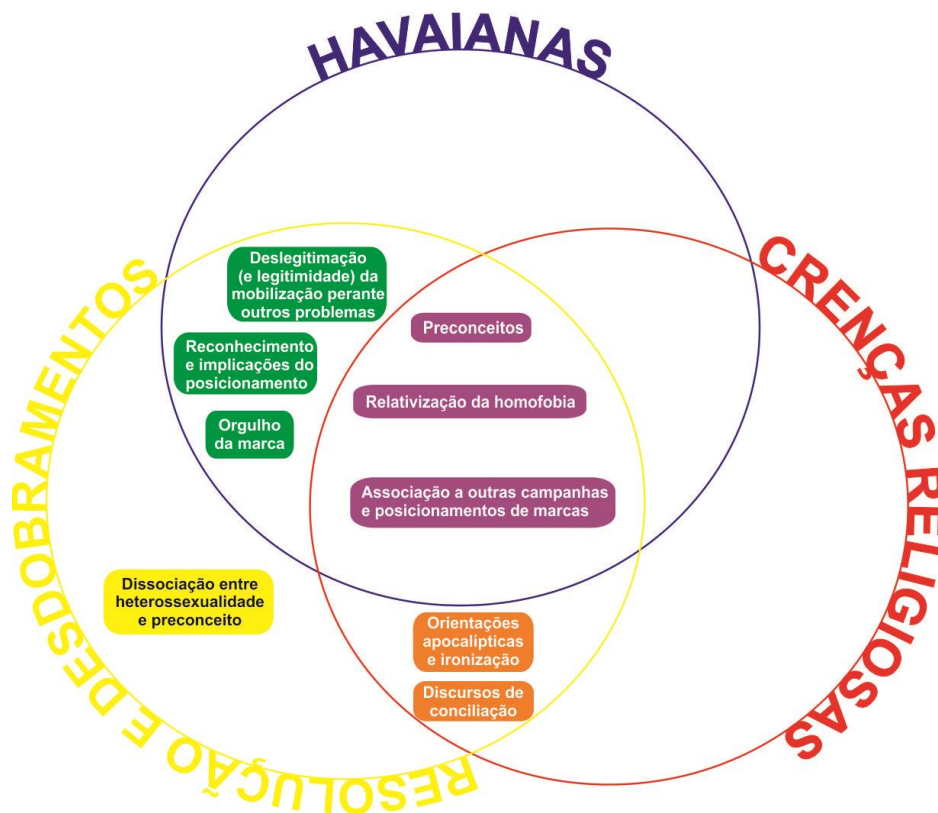 HAVAIANAS
CRENÇAS RELIGIOSAS
RESOLUÇÃO E DESDOBRAMENTOS
Deslegitimação
(e legitimidade) da
mobilização perante
outros problemas
Reconhecimento
e implicações do
posicionamento
Orgulho
da marca
Preconceitos
Relativização da homofobia
Associação a outras campanhas
e posicionamentos de marcas
Dissociação entre
heterossexualidade
e preconceito
Orientações
apocalípticas
e ironização
Discursos de
conciliação